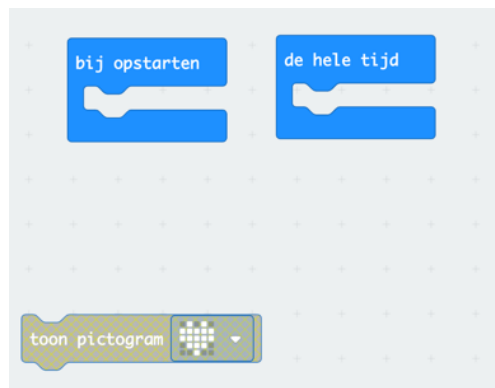 bij opstarten
de hele tijd
toon pictogram